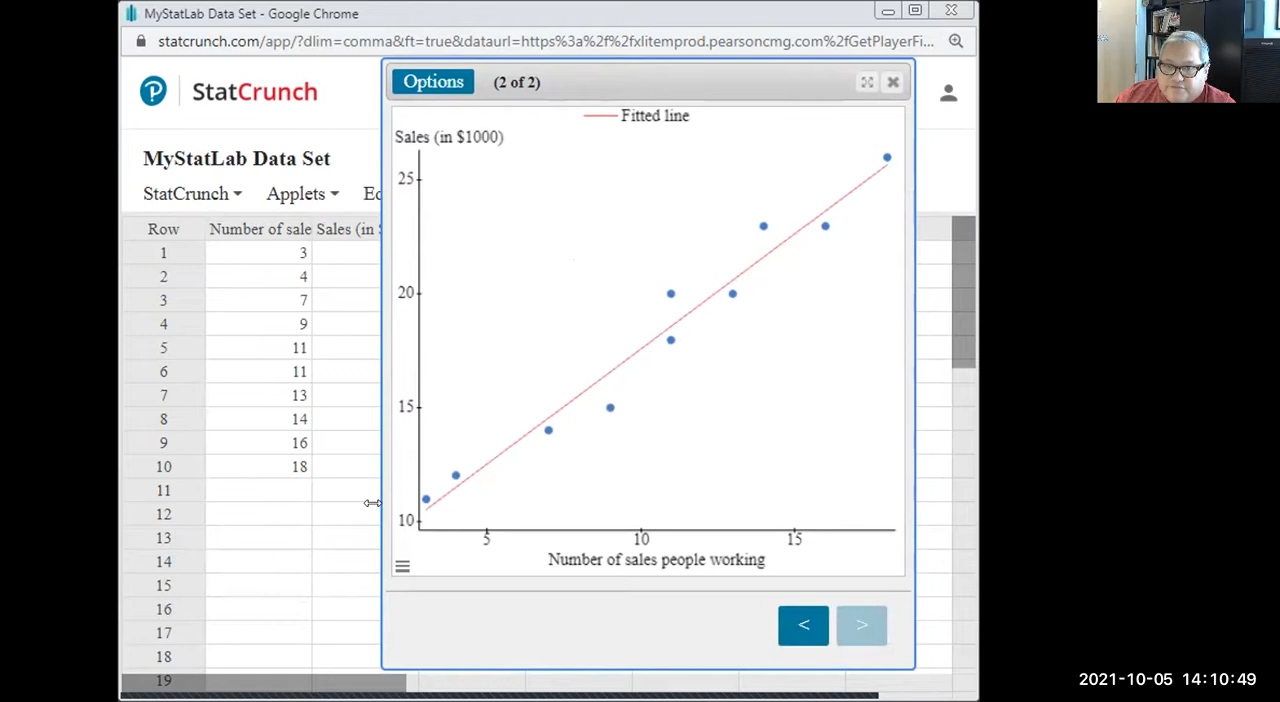 MyStatLab Data Set - Google Chrome
statcrunch.com/app/?dlim=comma&ft=true&dataurl=https%3a%2f%2fxlitemprod.pearsoncmg.com%2fGetPlayerFi...
P StatCrunch
MyStatLab Data Set
StatCrunch Applets Ed
Row Number of sale Sales (in $
1 3
2 4
3 7
4 9
5 11
6 11
7 13
8 14
9 16
10 18
11
12
13
14
15
16
17
18
19
Options (2 of 2)
Fitted line
Sales (in $1000)
25
20
15
10
5 10 15
Number of sales people working
< >
2021-10-05 14:10:49